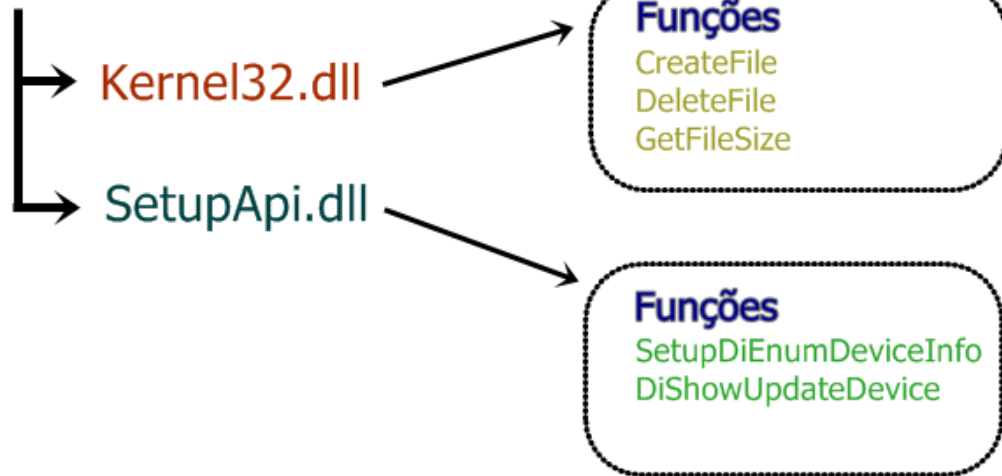 Kernel32.dll
Funções
CreateFile
DeleteFile
GetFileSize
SetupApi.dll
Funções
SetupDiEnumDeviceInfo
DiShowUpdateDevice